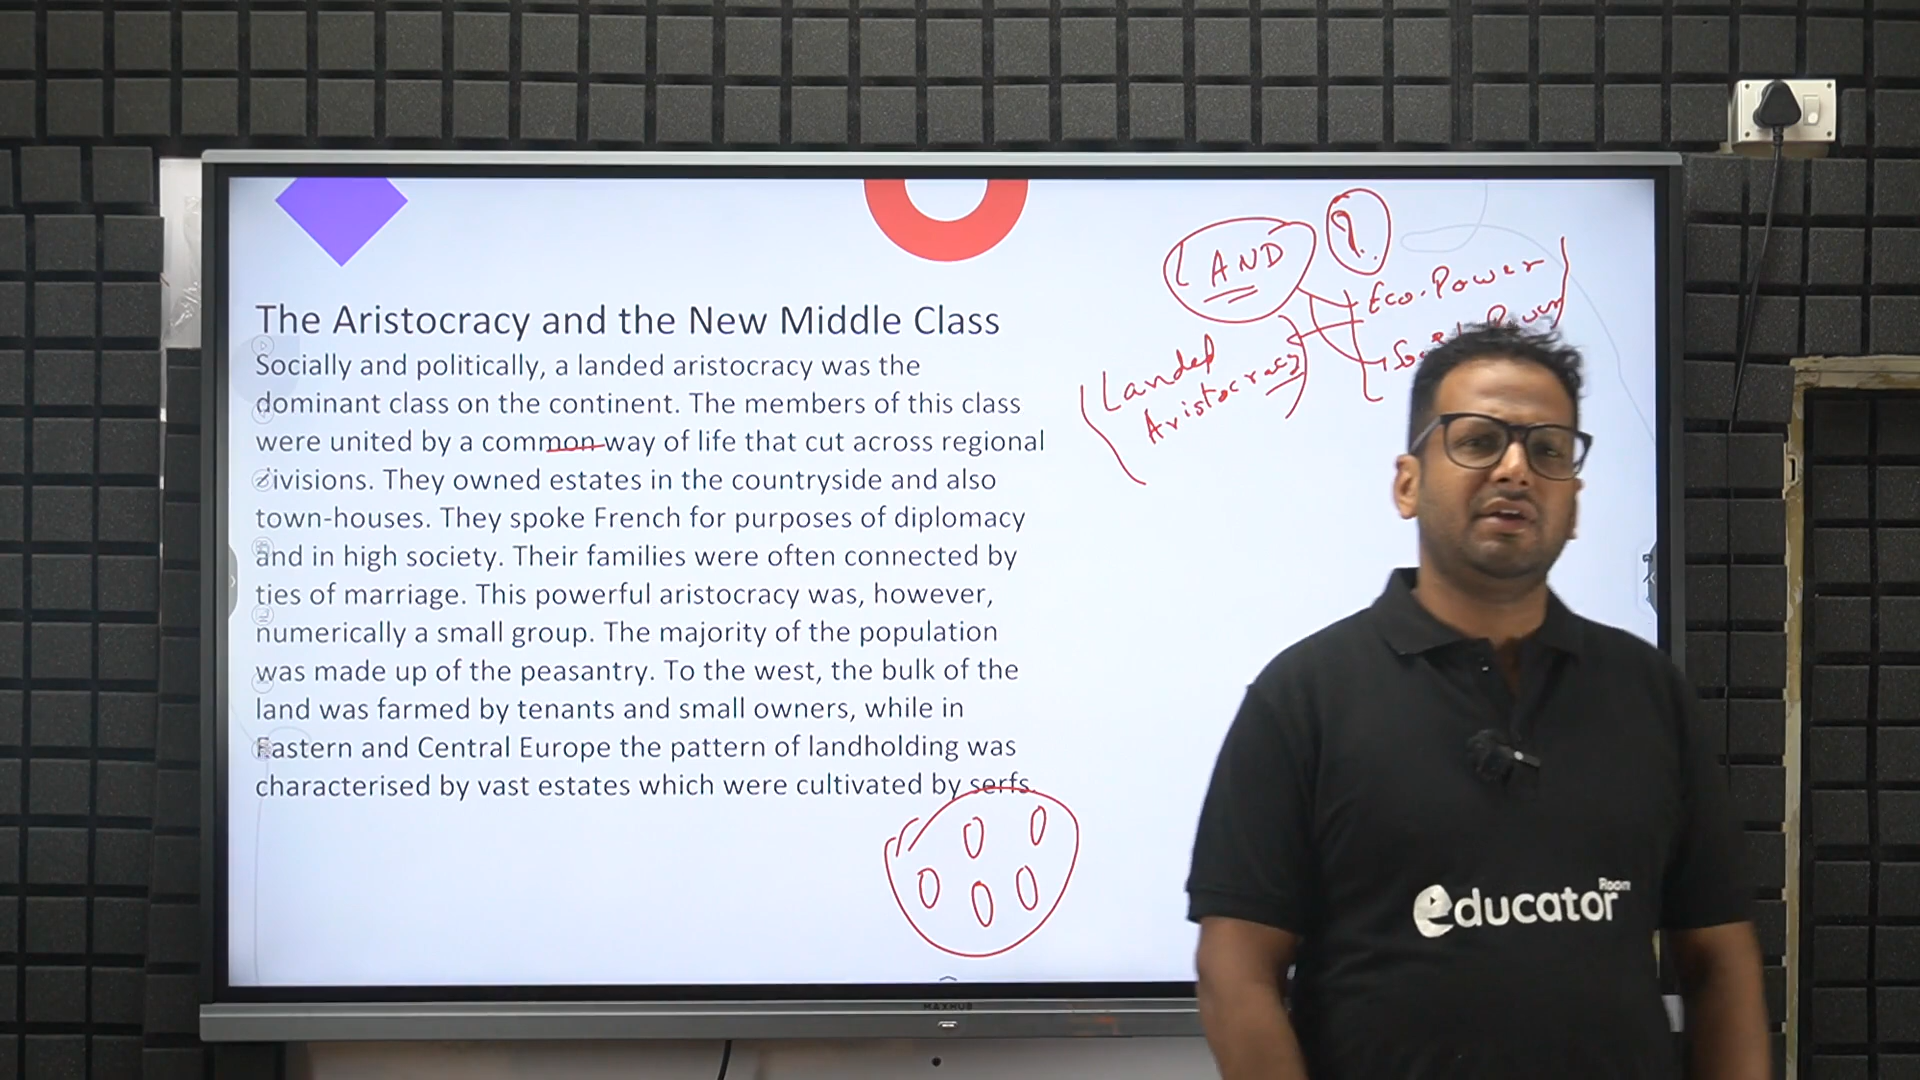 The Aristocracy and the New Middle Class
Socially and politically, a landed aristocracy was the
dominant class on the continent. The members of this class
were united by a common way of life that cut across regional
divisions. They owned estates in the countryside and also
town-houses. They spoke French for purposes of diplomacy
and in high society. Their families were often connected by
ties of marriage. This powerful aristocracy was, however,
numerically a small group. The majority of the population
was made up of the peasantry. To the west, the bulk of the
land was farmed by tenants and small owners, while in
Eastern and Central Europe the pattern of landholding was
characterised by vast estates which were cultivated by serfs.
LAND ?
Eco. Power
Power
Landed
Aristocracy
educator
Room
MAXHUB